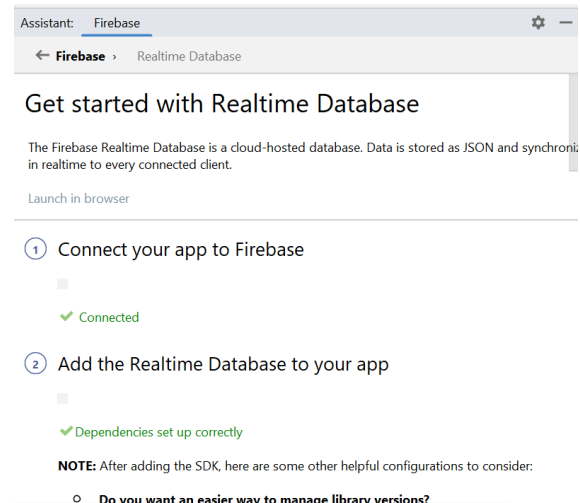 Assistant: Firebase
← Firebase › Realtime Database
Get started with Realtime Database
The Firebase Realtime Database is a cloud-hosted database. Data is stored as JSON and synchroniz
in realtime to every connected client.
Launch in browser
1 Connect your app to Firebase
✔ Connected
2 Add the Realtime Database to your app
✔ Dependencies set up correctly
NOTE: After adding the SDK, here are some other helpful configurations to consider:
Do you want an easier way to manage library versions?